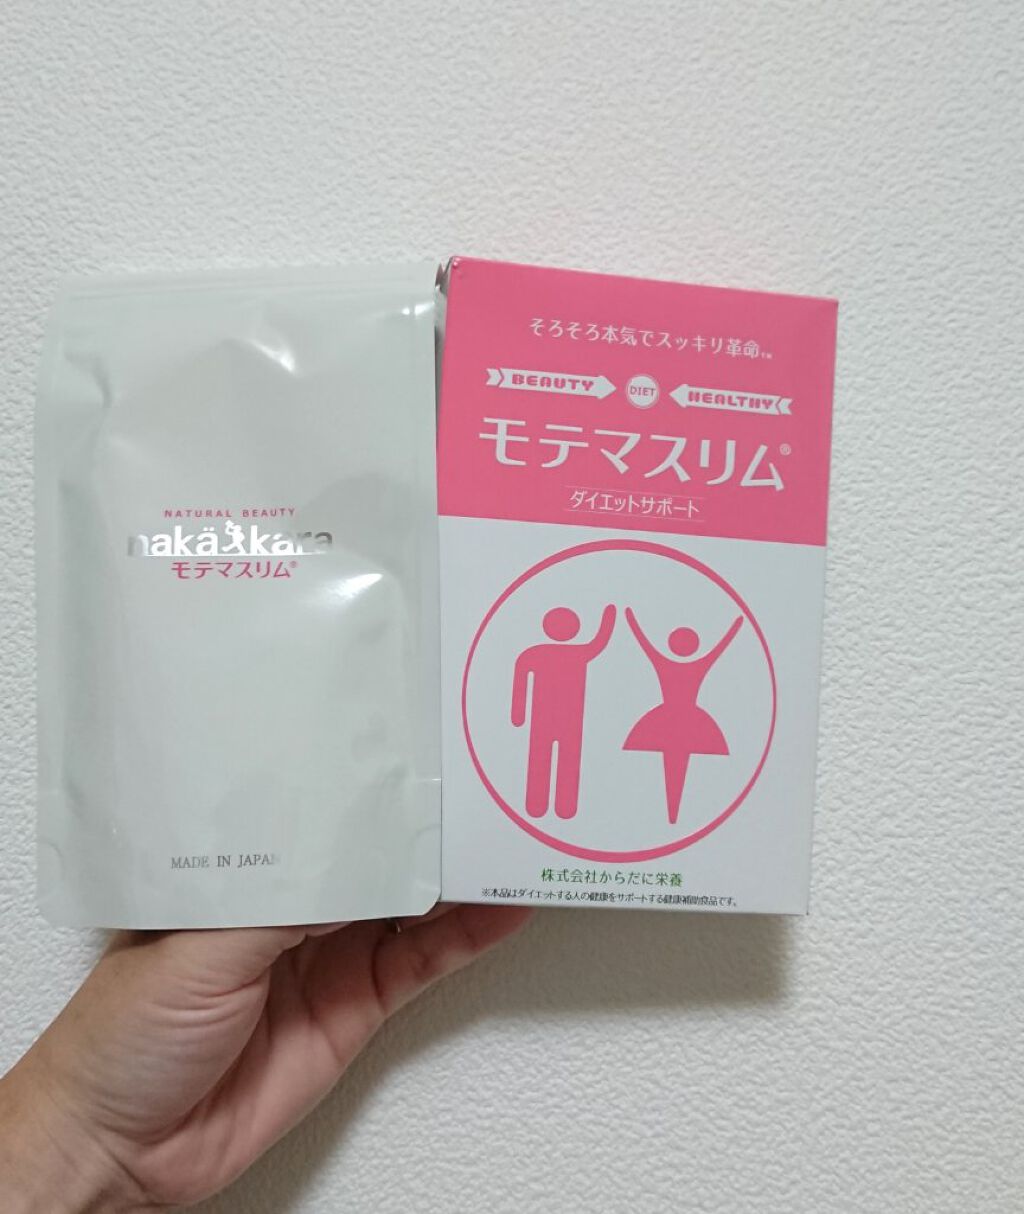 NATURAL BEAUTY
nakäkara
モテマスリム®
MADE IN JAPAN
そろそろ本気でスッキリ革命
BEAUTY DIET HEALTHY
モテマスリム®
ダイエットサポート
株式会社からだに栄養
※本品はダイエットする人の健康をサポートする健康補助食品です。